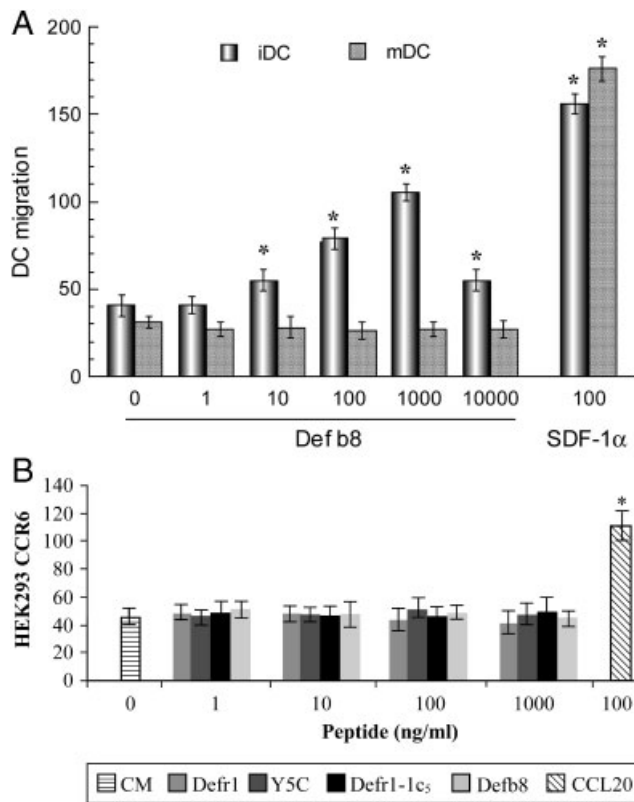 A
200
150
100
50
0
DC migration
iDC mDC
* * * * * *
0 1 10 100 1000 10000 100
Def b8 SDF-1α
B
140
120
100
80
60
40
20
0
HEK293 CCR6
*
0 1 10 100 1000 100
Peptide (ng/ml)
CM Defr1 Y5C Defr1-1c₅ Defb8 CCL20